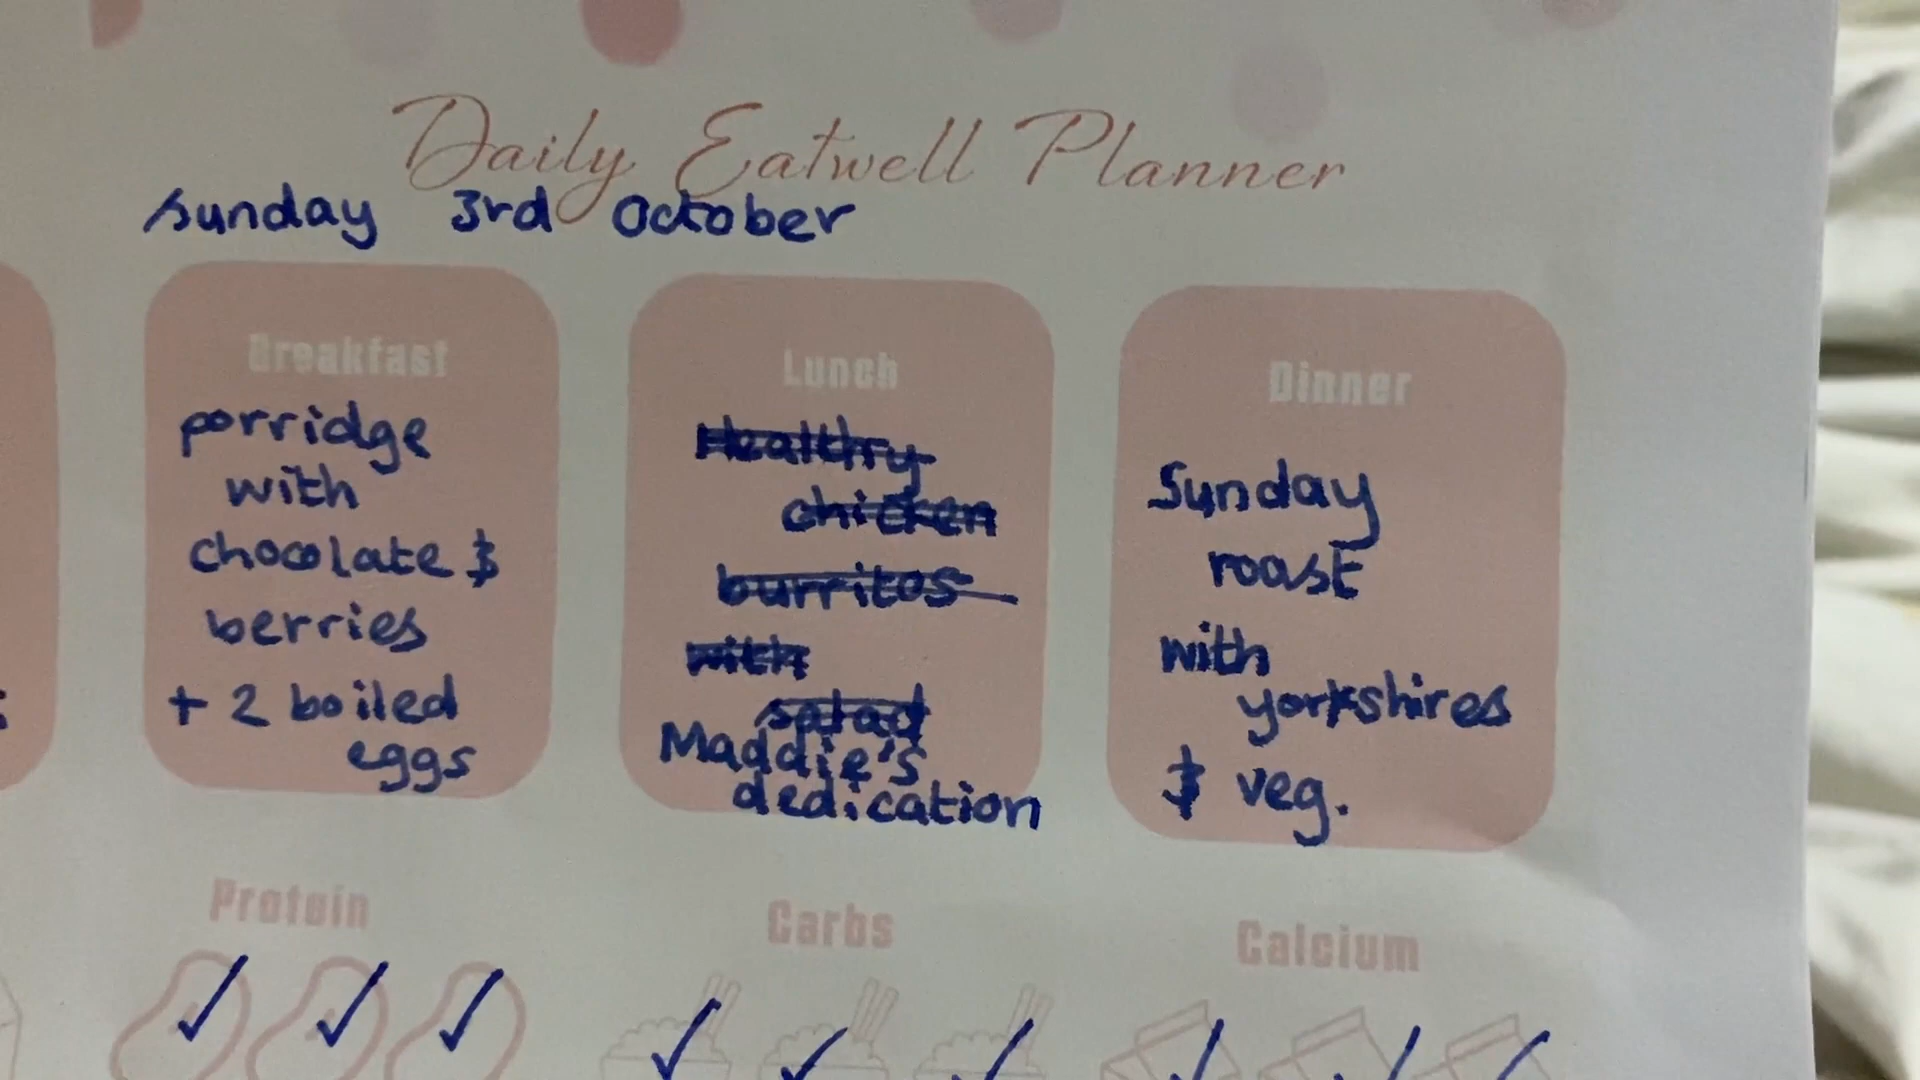 Daily Eatwell Planner
Sunday 3rd October
Breakfast
porridge
with
chocolate &
berries
+ 2 boiled
eggs
Lunch
Healthy
chicken
burritos
with
salad
Maddie's
dedication
Dinner
Sunday
roast
with
yorkshires
& veg.
Protein
Carbs
Calcium